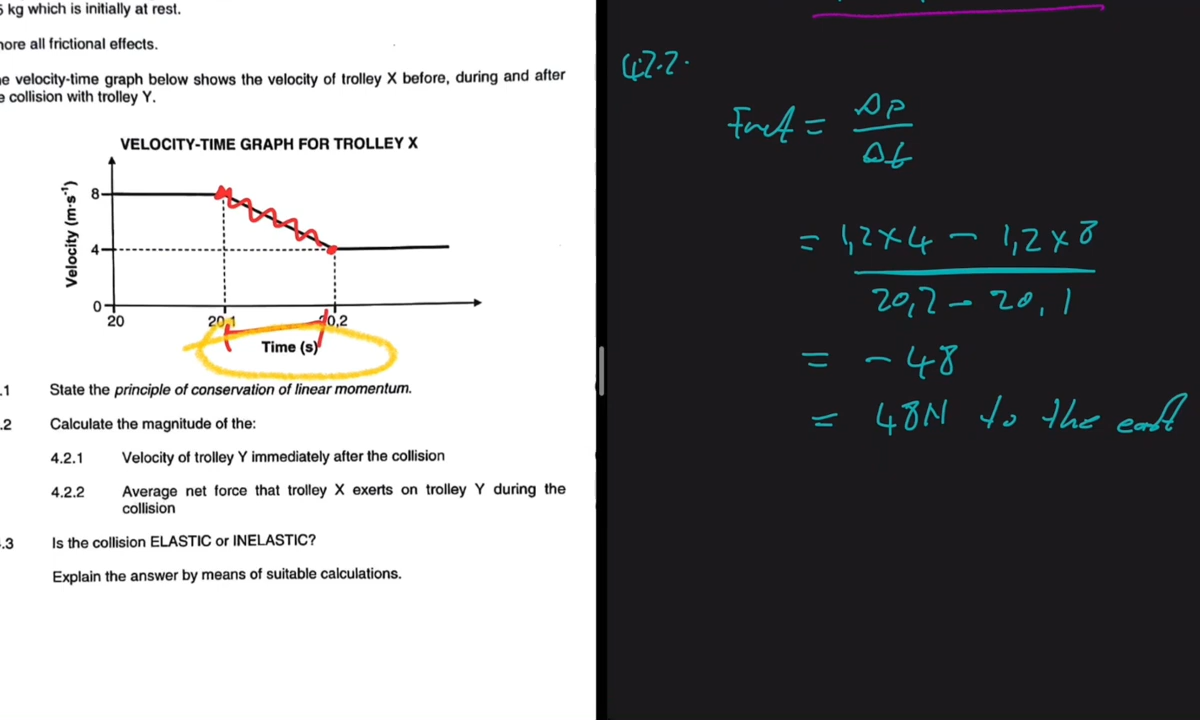 kg which is initially at rest.
ore all frictional effects.
e velocity-time graph below shows the velocity of trolley X before, during and after
e collision with trolley Y.
VELOCITY-TIME GRAPH FOR TROLLEY X
Velocity (m·s⁻¹)
8
4
0
20
20,1
0,2
Time (s)
.1 State the principle of conservation of linear momentum.
.2 Calculate the magnitude of the:
4.2.1 Velocity of trolley Y immediately after the collision
4.2.2 Average net force that trolley X exerts on trolley Y during the
collision
.3 Is the collision ELASTIC or INELASTIC?
Explain the answer by means of suitable calculations.
4.2.2.
Fnet = Δp
Δt
= 1,2×4 - 1,2×8
20,2 - 20,1
= -48
= 48N to the east